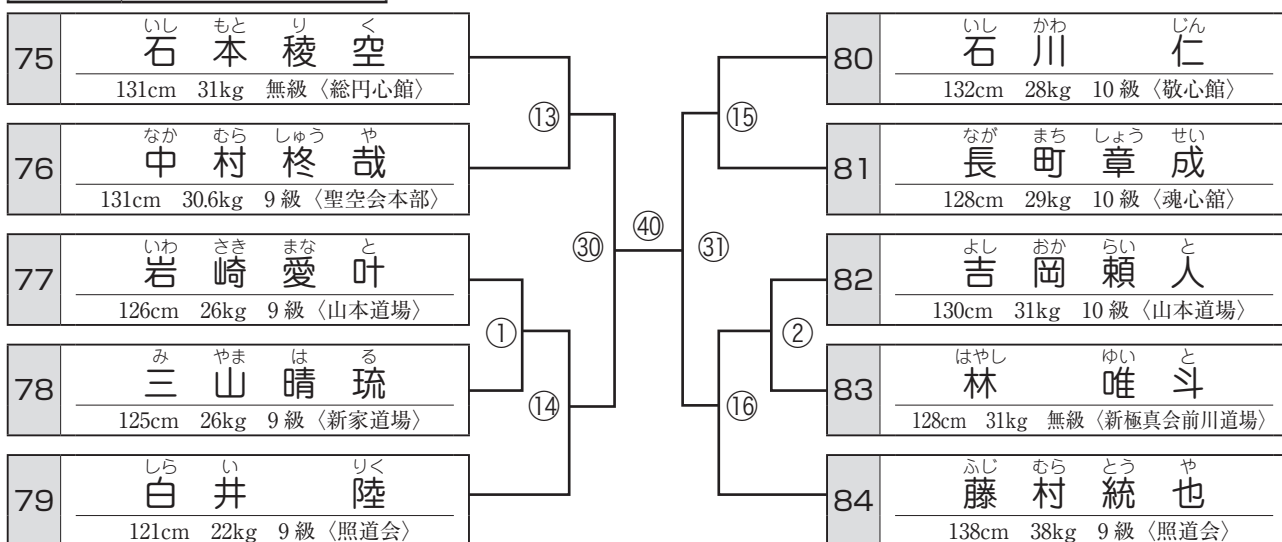 75
いし もと り く
石 本 稜 空
131cm 31kg 無級〈総円心館〉
76
なか むら しゅう や
中 村 柊 哉
131cm 30.6kg 9級〈聖空会本部〉
77
いわ さき まな と
岩 崎 愛 叶
126cm 26kg 9級〈山本道場〉
78
み やま は る
三 山 晴 琉
125cm 26kg 9級〈新家道場〉
79
しら い りく
白 井 陸
121cm 22kg 9級〈照道会〉
⑬
①
⑭
㉚
㊵
㉛
⑮
②
⑯
80
いし かわ じん
石 川 仁
132cm 28kg 10級〈敬心館〉
81
なが まち しょう せい
長 町 章 成
128cm 29kg 10級〈魂心舘〉
82
よし おか らい と
吉 岡 頼 人
130cm 31kg 10級〈山本道場〉
83
はやし ゆい と
林 唯 斗
128cm 31kg 無級〈新極真会前川道場〉
84
ふじ むら とう や
藤 村 統 也
138cm 38kg 9級〈照道会〉